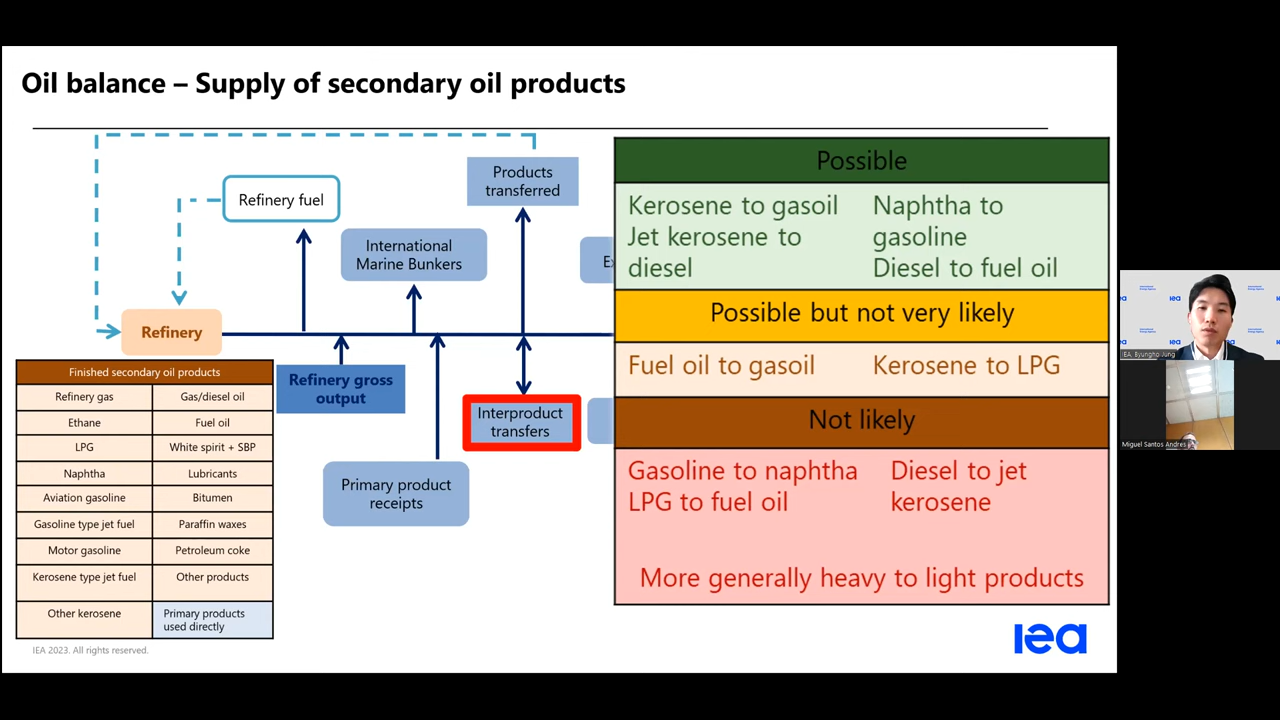 Oil balance – Supply of secondary oil products
Products
transferred
Refinery fuel
International
Marine Bunkers
Refinery
Refinery gross
output
Interproduct
transfers
Primary product
receipts
Finished secondary oil products
Refinery gas
Gas/diesel oil
Ethane
Fuel oil
LPG
White spirit + SBP
Naphtha
Lubricants
Aviation gasoline
Bitumen
Gasoline type jet fuel
Paraffin waxes
Motor gasoline
Petroleum coke
Kerosene type jet fuel
Other products
Other kerosene
Primary products
used directly
Possible
Kerosene to gasoil
Jet kerosene to
diesel
Naphtha to
gasoline
Diesel to fuel oil
Possible but not very likely
Fuel oil to gasoil
Kerosene to LPG
Not likely
Gasoline to naphtha
LPG to fuel oil
Diesel to jet
kerosene
More generally heavy to light products
IEA 2023. All rights reserved.
iea
iea
IEA, Byungho Jung
Miguel Santos Andres